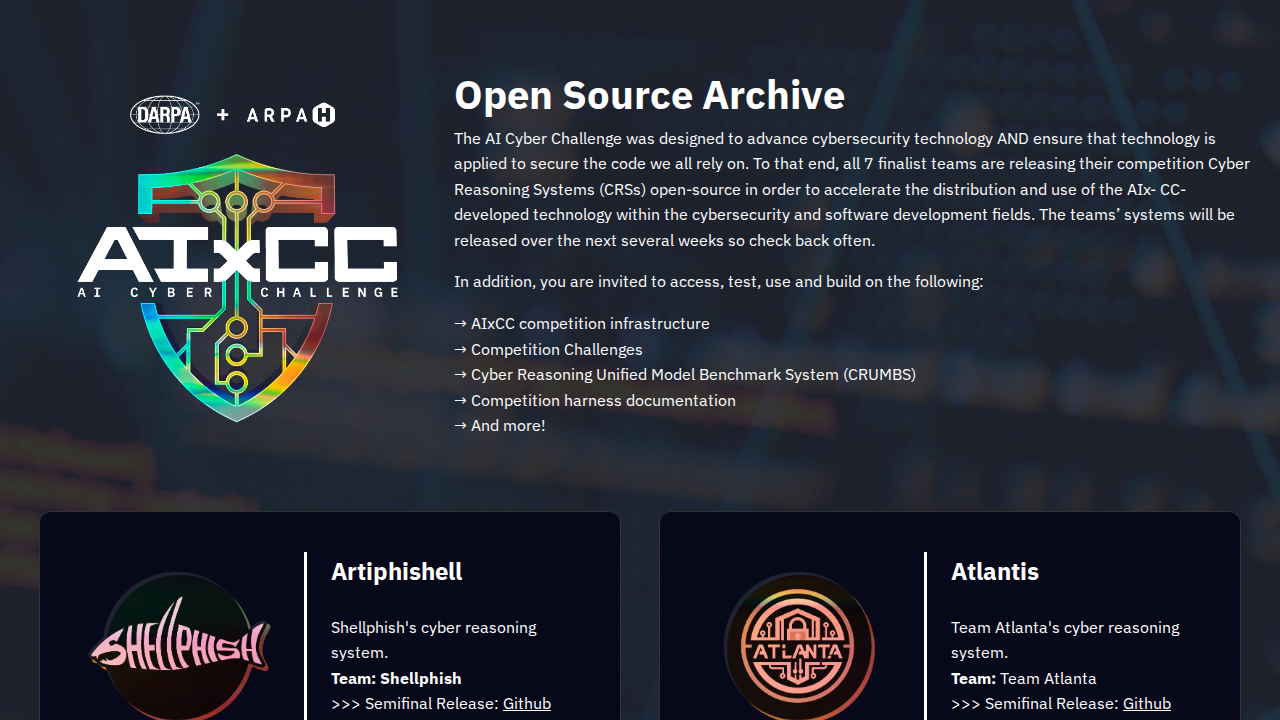 DARPA + ARPA H
AIxCC
AI CYBER CHALLENGE
Open Source Archive
The AI Cyber Challenge was designed to advance cybersecurity technology AND ensure that technology is
applied to secure the code we all rely on. To that end, all 7 finalist teams are releasing their competition Cyber
Reasoning Systems (CRSs) open-source in order to accelerate the distribution and use of the AIx- CC-
developed technology within the cybersecurity and software development fields. The teams’ systems will be
released over the next several weeks so check back often.
In addition, you are invited to access, test, use and build on the following:
→ AIxCC competition infrastructure
→ Competition Challenges
→ Cyber Reasoning Unified Model Benchmark System (CRUMBS)
→ Competition harness documentation
→ And more!
SHELLPHISH
Artiphishell
Shellphish's cyber reasoning
system.
Team: Shellphish
>>> Semifinal Release: Github
ATLANTA
Atlantis
Team Atlanta's cyber reasoning
system.
Team: Team Atlanta
>>> Semifinal Release: Github